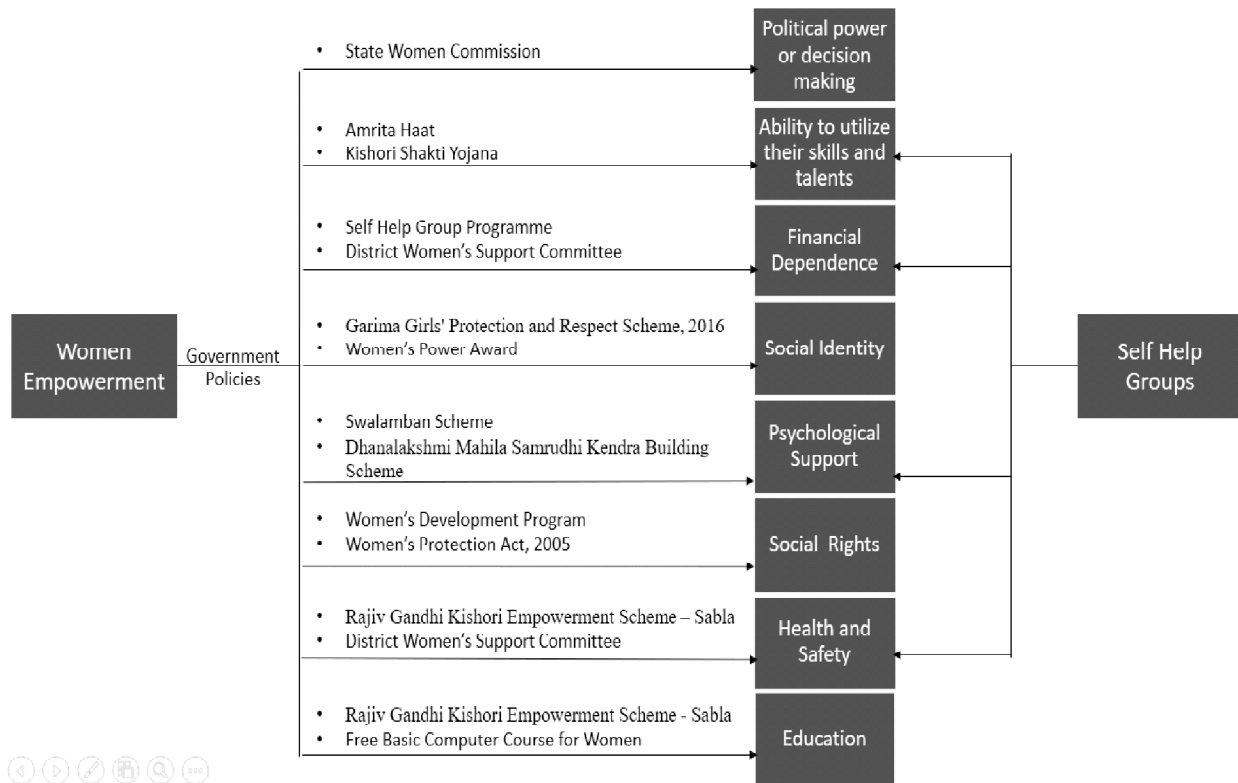 Women
Empowerment
Government
Policies
• State Women Commission
Political power
or decision
making
• Amrita Haat
• Kishori Shakti Yojana
Ability to utilize
their skills and
talents
• Self Help Group Programme
• District Women's Support Committee
Financial
Dependence
• Garima Girls' Protection and Respect Scheme, 2016
• Women's Power Award
Social Identity
• Swalamban Scheme
• Dhanalakshmi Mahila Samrudhi Kendra Building
Scheme
Psychological
Support
• Women's Development Program
• Women's Protection Act, 2005
Social Rights
• Rajiv Gandhi Kishori Empowerment Scheme – Sabla
• District Women's Support Committee
Health and
Safety
• Rajiv Gandhi Kishori Empowerment Scheme - Sabla
• Free Basic Computer Course for Women
Education
Self Help
Groups